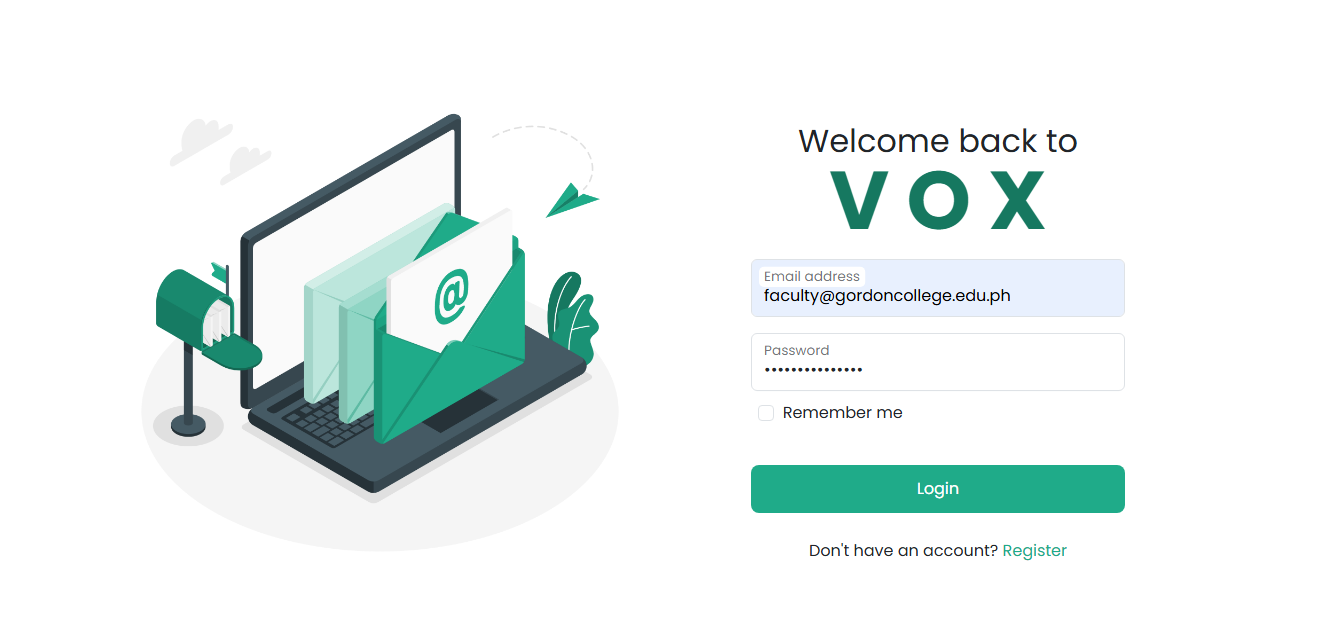 @
Welcome back to
VOX
Email address
faculty@gordoncollege.edu.ph
Password
•••••••••••••••
Remember me
Login
Don't have an account? Register